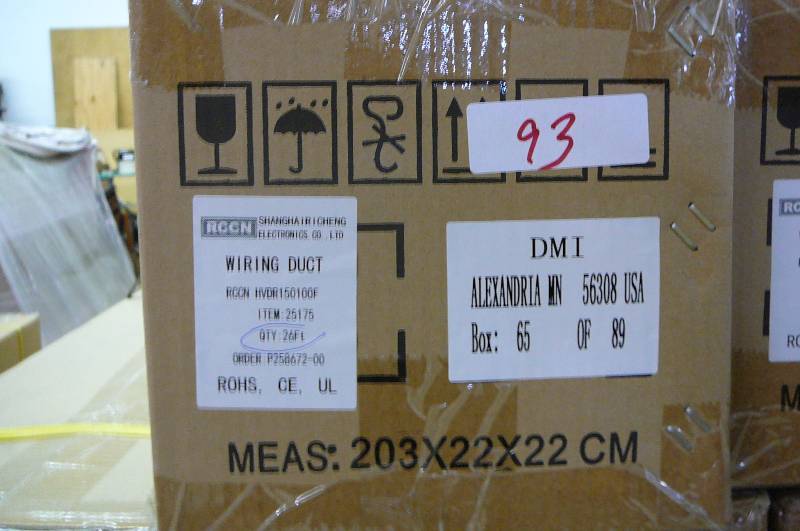 93
RCCN SHANGHAIRICHENG
ELECTRONICS CO.,LTD
WIRING DUCT
RCCN HVDR150100F
ITEM:25175
QTY:26Ft
ORDER:P258672-00
ROHS, CE, UL
DMI
ALEXANDRIA MN 56308 USA
Box: 65 OF 89
MEAS: 203X22X22 CM